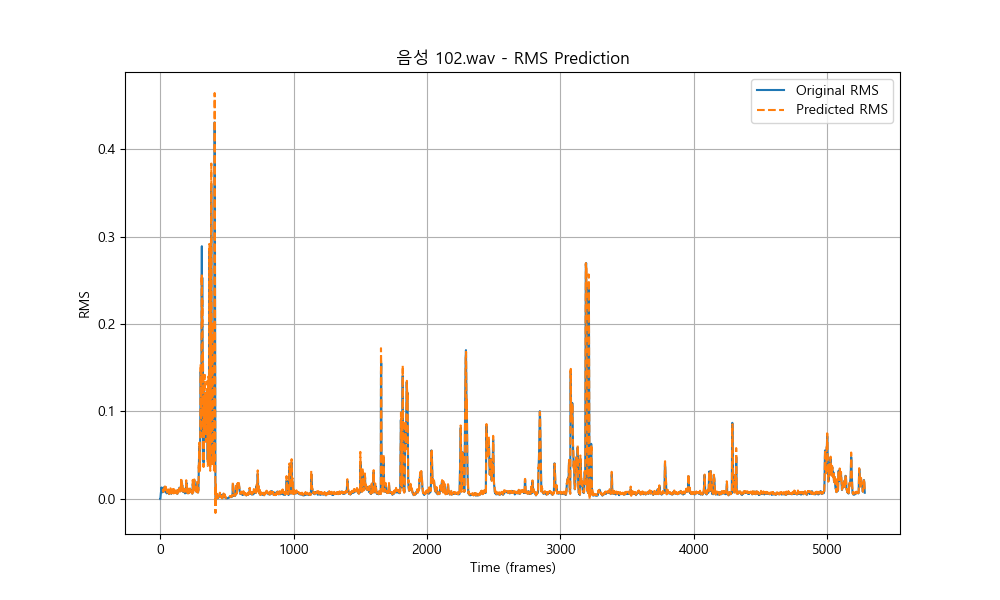 음성 102.wav - RMS Prediction
Original RMS
Predicted RMS
RMS
0.4
0.3
0.2
0.1
0.0
0 1000 2000 3000 4000 5000
Time (frames)